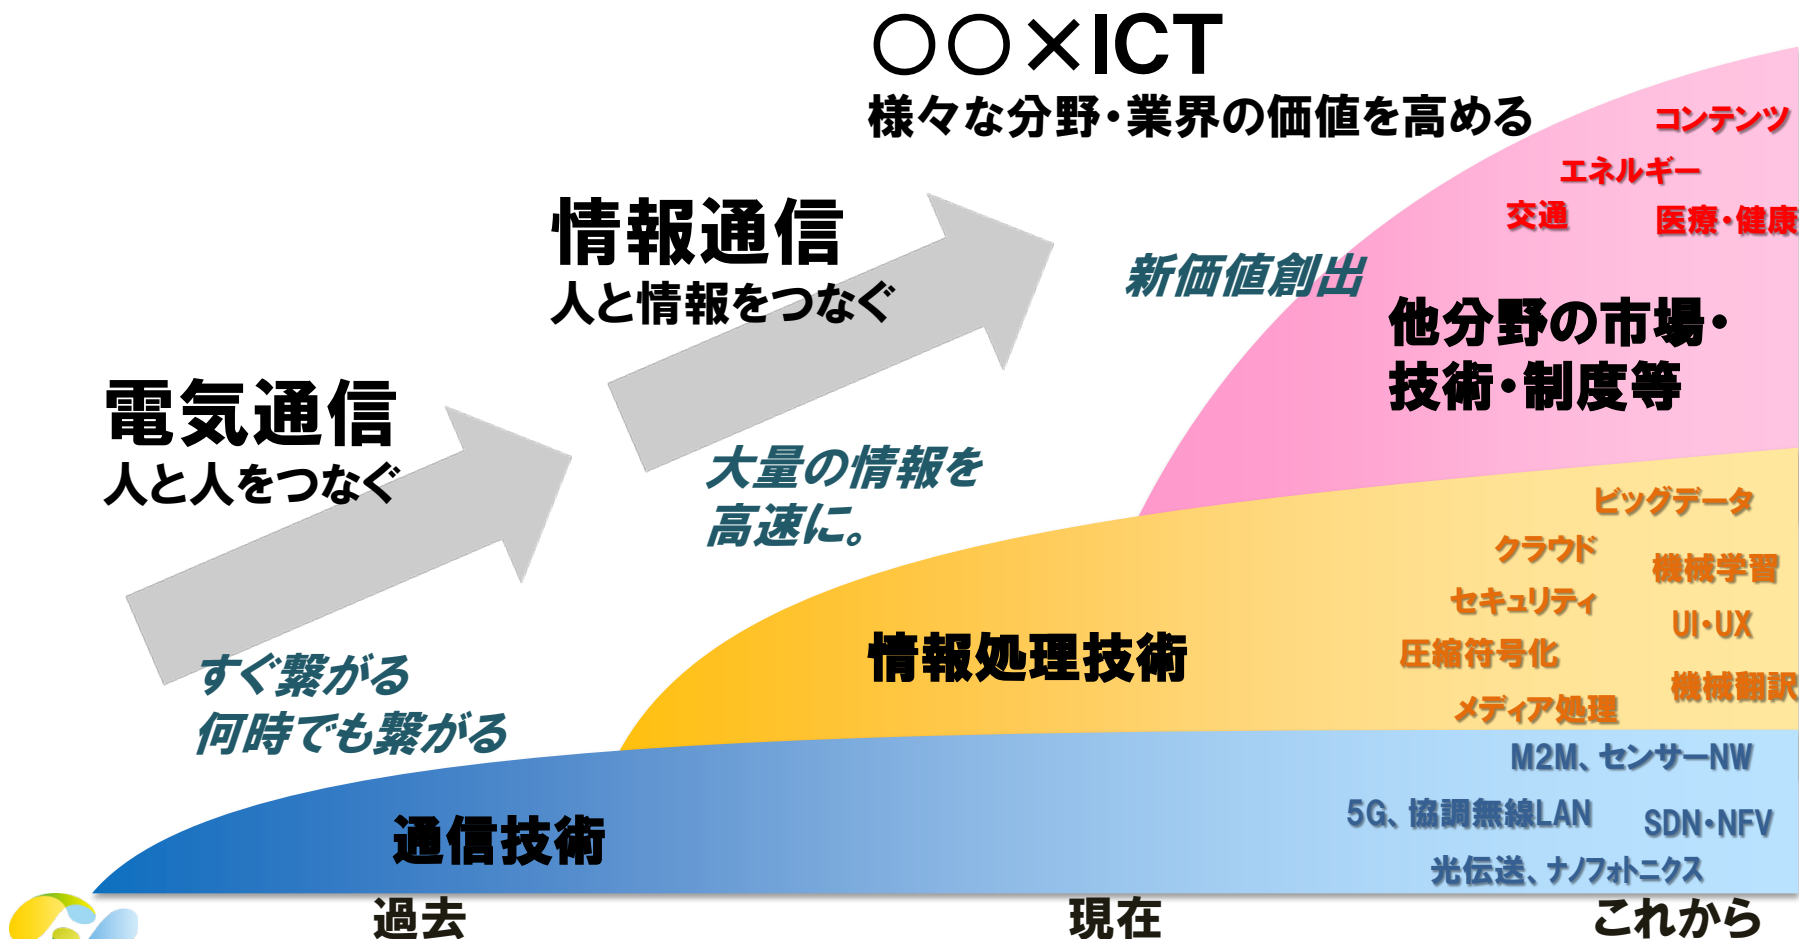 ○○×ICT
様々な分野・業界の価値を高める
コンテンツ
エネルギー
交通
医療・健康
情報通信
人と情報をつなぐ
新価値創出
他分野の市場・
技術・制度等
電気通信
人と人をつなぐ
大量の情報を
高速に。
ビッグデータ
クラウド
機械学習
セキュリティ
UI・UX
圧縮符号化
機械翻訳
メディア処理
情報処理技術
すぐ繋がる
何時でも繋がる
M2M、センサーNW
5G、協調無線LAN
SDN・NFV
光伝送、ナノフォトニクス
通信技術
過去
現在
これから